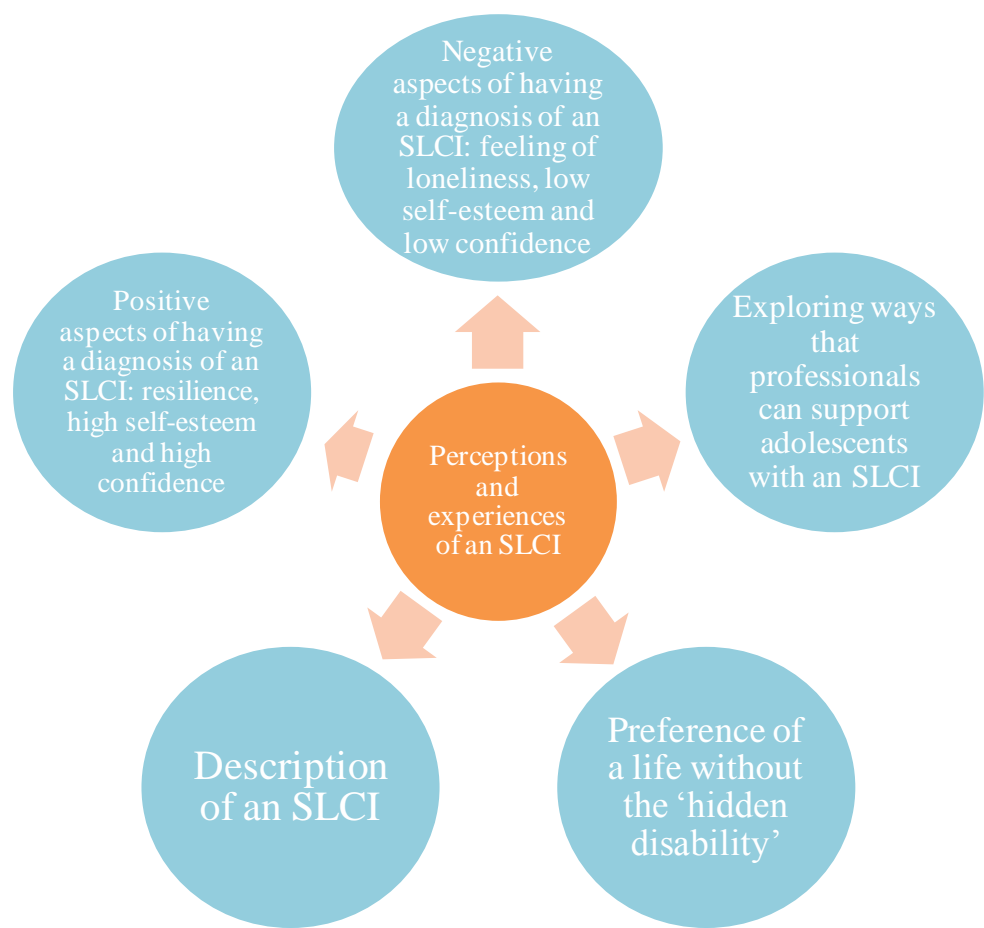 Negative
aspects of having
a diagnosis of an
SLCI: feeling of
loneliness, low
self-esteem and
low confidence
Positive
aspects of having
a diagnosis of an
SLCI: resilience,
high self-esteem
and high
confidence
Exploring ways
that
professionals
can support
adolescents
with an SLCI
Perceptions
and
experiences
of an SLCI
Description
of an SLCI
Preference of
a life without
the ‘hidden
disability’